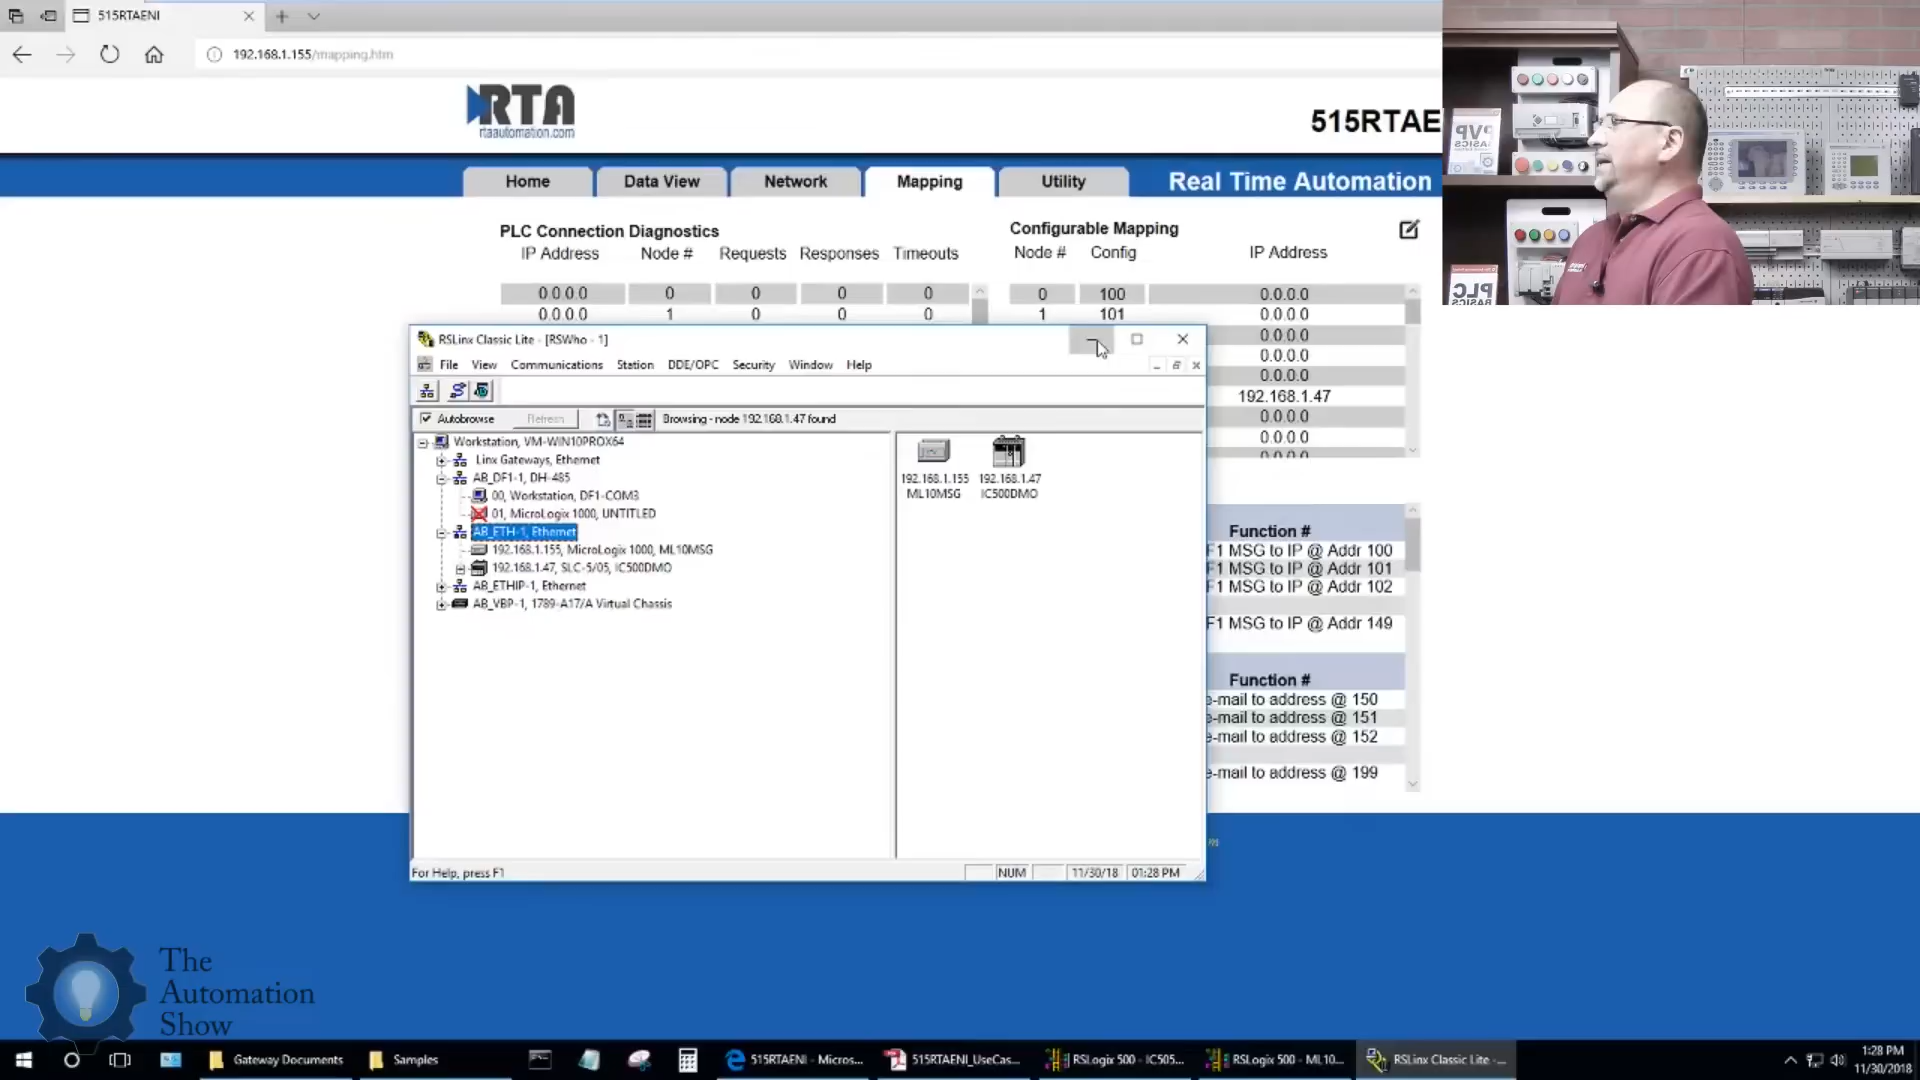 515RTAENI
192.168.1.155/mapping.htm
RTA
rtaautomation.com
515RTAE
Home
Data View
Network
Mapping
Utility
Real Time Automation
PLC Connection Diagnostics
IP Address Node # Requests Responses Timeouts
0.0.0.0 0 0 0 0
0.0.0.0 1 0 0 0
Configurable Mapping
Node # Config IP Address
0 100 0.0.0.0
1 101 0.0.0.0
0.0.0.0
0.0.0.0
0.0.0.0
192.168.1.47
0.0.0.0
0.0.0.0
0.0.0.0
RSLinx Classic Lite - [RSWho - 1]
File View Communications Station DDE/OPC Security Window Help
Autobrowse Refresh Browsing - node 192.168.1.47 found
Workstation, VM-WIN10PROX64
Linx Gateways, Ethernet
AB_DF1-1, DH-485
00, Workstation, DF1-COM3
01, MicroLogix 1000, UNTITLED
AB_ETH-1, Ethernet
192.168.1.155, MicroLogix 1000, ML10MSG
192.168.1.47, SLC-5/05, IC500DMO
AB_ETHIP-1, Ethernet
AB_VBP-1, 1789-A17/A Virtual Chassis
192.168.1.155
ML10MSG
192.168.1.47
IC500DMO
For Help, press F1
NUM 11/30/18 01:28 PM
Function #
F1 MSG to IP @ Addr 100
F1 MSG to IP @ Addr 101
F1 MSG to IP @ Addr 102
F1 MSG to IP @ Addr 149
Function #
e-mail to address @ 150
e-mail to address @ 151
e-mail to address @ 152
e-mail to address @ 199
m
PVP
BASICS
PLC
BASICS
The
Automation
Show
Gateway Documents
Samples
515RTAENI - Micros...
515RTAENI_UseCas...
RSLogix 500 - IC505...
RSLogix 500 - ML10...
RSLinx Classic Lite -...
1:28 PM
11/30/2018